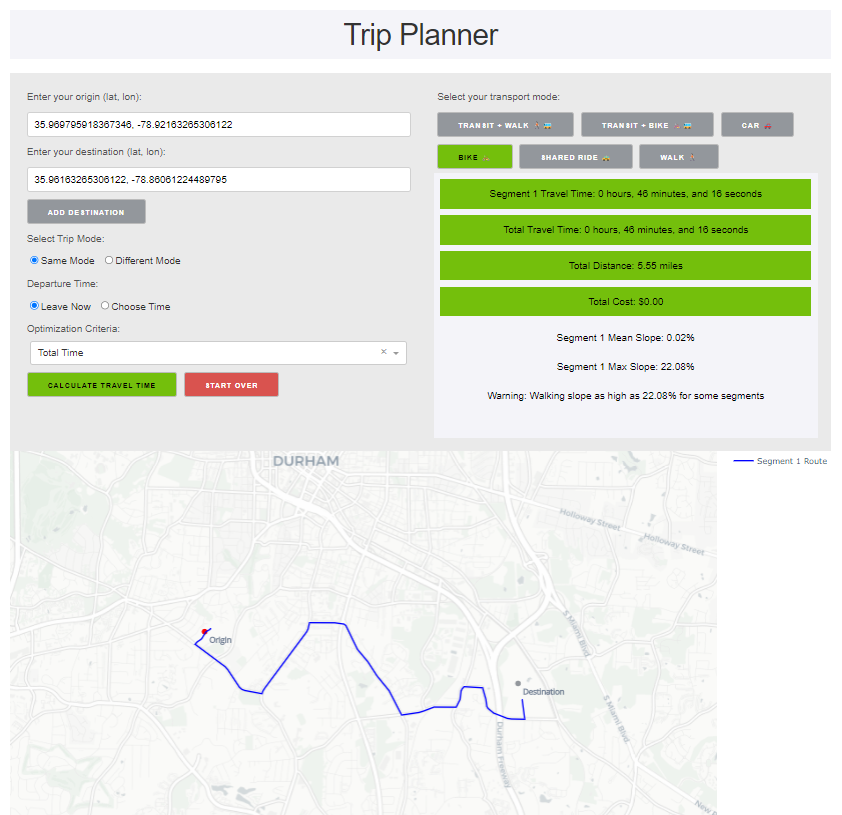 Trip Planner
Enter your origin (lat, lon):
35.969795918367346, -78.92163265306122
Enter your destination (lat, lon):
35.96163265306122, -78.86061224489795
ADD DESTINATION
Select Trip Mode:
Same Mode Different Mode
Departure Time:
Leave Now Choose Time
Optimization Criteria:
Total Time
CALCULATE TRAVEL TIME START OVER
Select your transport mode:
TRANSIT + WALK TRANSIT + BIKE CAR
BIKE SHARED RIDE WALK
Segment 1 Travel Time: 0 hours, 46 minutes, and 16 seconds
Total Travel Time: 0 hours, 46 minutes, and 16 seconds
Total Distance: 5.55 miles
Total Cost: $0.00
Segment 1 Mean Slope: 0.02%
Segment 1 Max Slope: 22.08%
Warning: Walking slope as high as 22.08% for some segments
DURHAM
Segment 1 Route
Holloway Street
Holloway Street
S Miami Blvd
Origin
Destination
S Miami Blvd
Durham Freeway